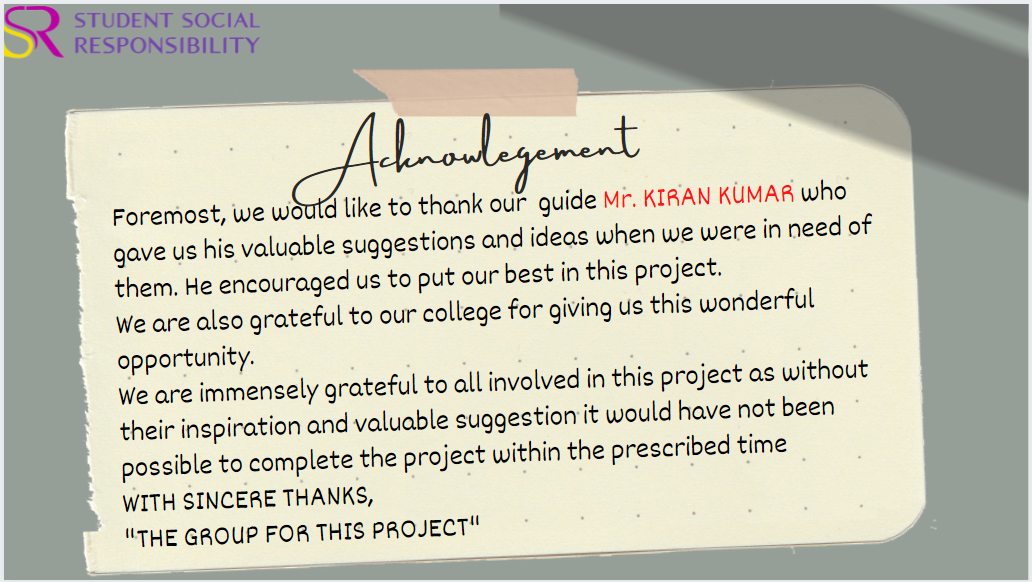 SR STUDENT SOCIAL
RESPONSIBILITY
Acknowlegement
Foremost, we would like to thank our guide Mr. KIRAN KUMAR who
gave us his valuable suggestions and ideas when we were in need of
them. He encouraged us to put our best in this project.
We are also grateful to our college for giving us this wonderful
opportunity.
We are immensely grateful to all involved in this project as without
their inspiration and valuable suggestion it would have not been
possible to complete the project within the prescribed time
WITH SINCERE THANKS,
"THE GROUP FOR THIS PROJECT"